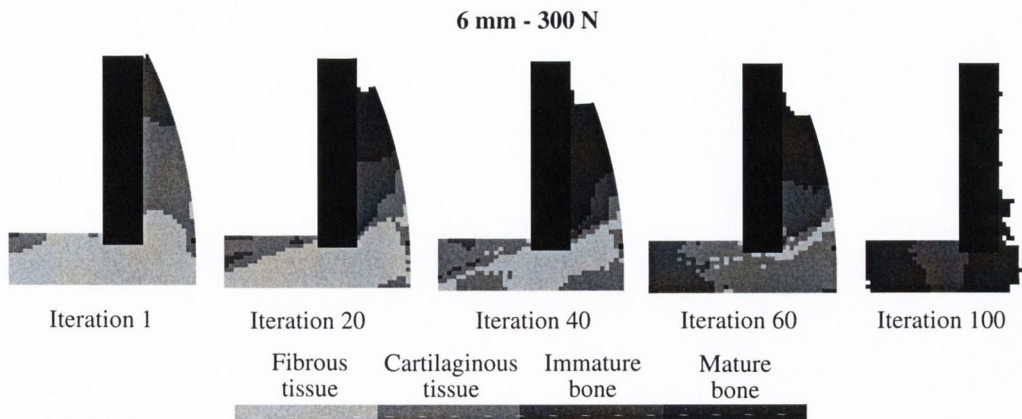 6 mm - 300 N
Iteration 1
Iteration 20
Iteration 40
Iteration 60
Iteration 100
Fibrous tissue
Cartilaginous tissue
Immature bone
Mature bone